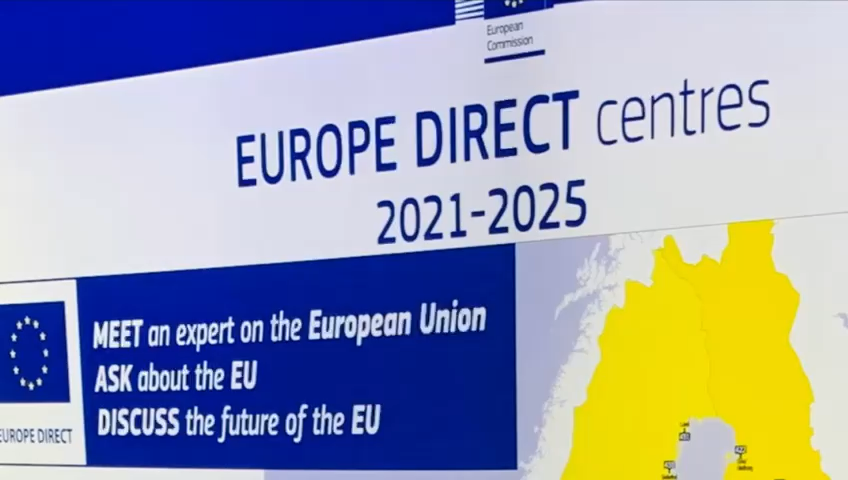 European
Commission
EUROPE DIRECT centres
2021-2025
MEET an expert on the European Union
ASK about the EU
DISCUSS the future of the EU
EUROPE DIRECT